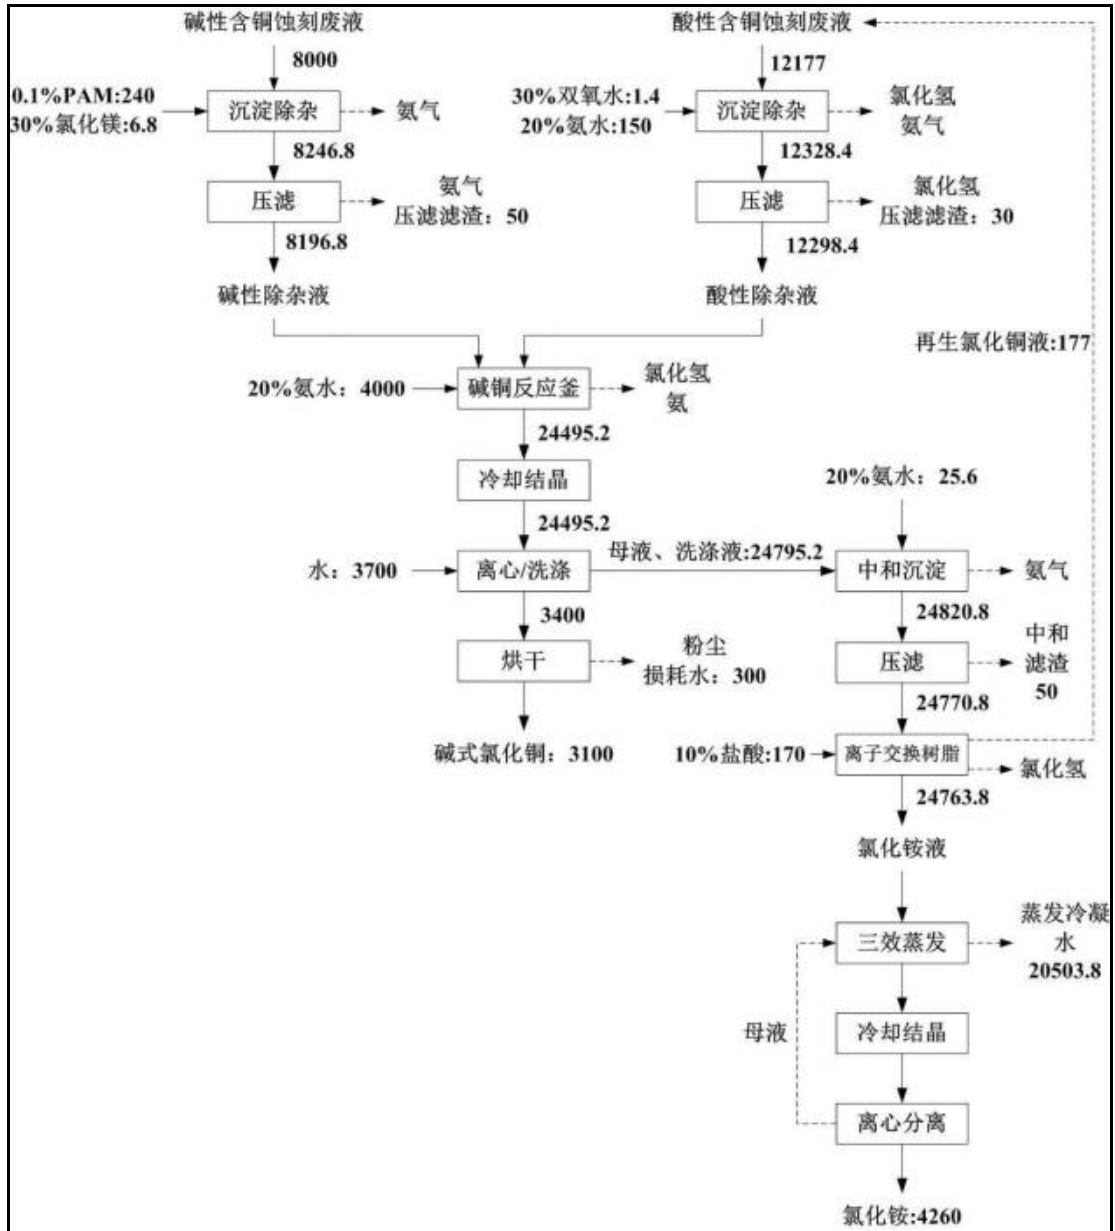 碱性含铜蚀刻废液
酸性含铜蚀刻废液
8000
12177
0.1%PAM:240
30%氯化镁:6.8
沉淀除杂
氨气
30%双氧水:1.4
20%氨水:150
沉淀除杂
氯化氢
氨气
8246.8
12328.4
压滤
氨气
压滤滤渣：50
压滤
氯化氢
压滤滤渣：30
8196.8
12298.4
碱性除杂液
酸性除杂液
再生氯化铜液:177
20%氨水：4000
碱铜反应釜
氯化氢
氨
24495.2
冷却结晶
20%氨水：25.6
24495.2
水：3700
离心/洗涤
母液、洗涤液:24795.2
中和沉淀
氨气
3400
24820.8
烘干
粉尘
损耗水：300
压滤
中和
滤渣
50
24770.8
碱式氯化铜：3100
10%盐酸:170
离子交换树脂
氯化氢
24763.8
氯化铵液
三效蒸发
蒸发冷凝
水
20503.8
母液
冷却结晶
离心分离
氯化铵:4260